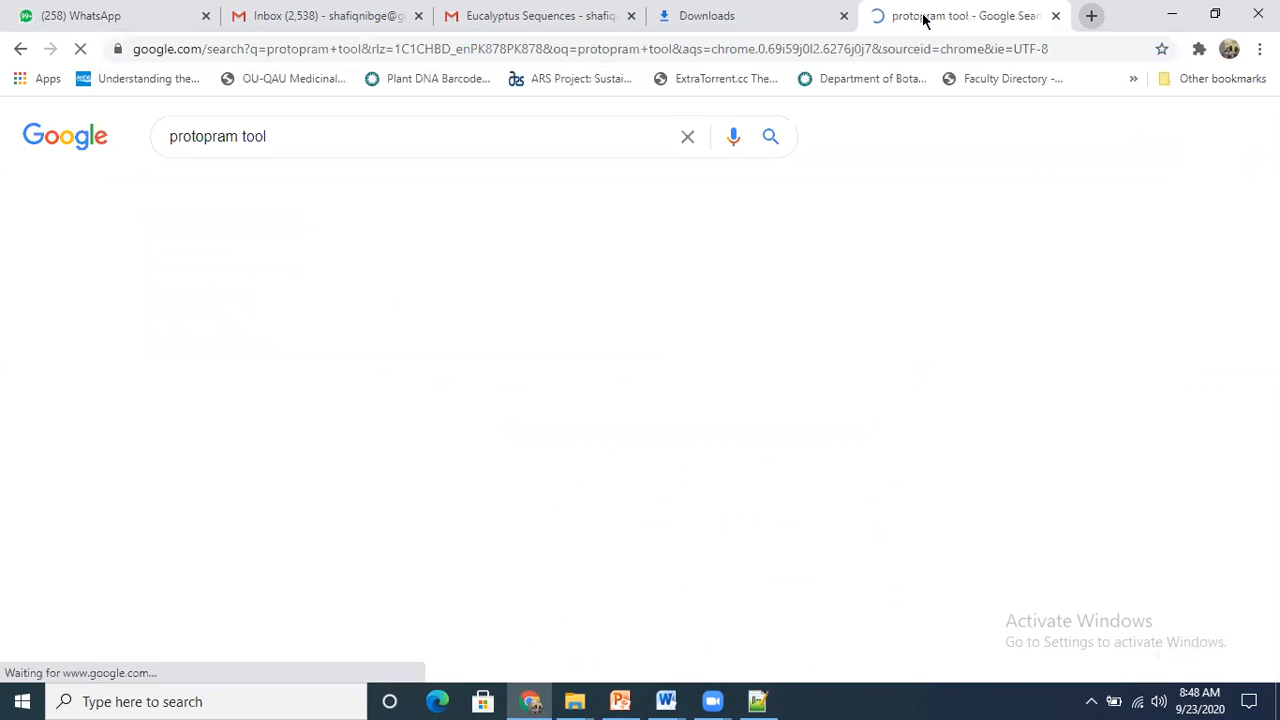 (258) WhatsApp
Inbox (2,538) - shafiqnibge@g
Eucalyptus Sequences - shafiq
Downloads
protopram tool - Google Sear
google.com/search?q=protopram+tool&rlz=1C1CHBD_enPK878PK878&oq=protopram+tool&aqs=chrome.0.69i59j0l2.6276j0j7&sourceid=chrome&ie=UTF-8
Apps
Understanding the...
OU-QAU Medicinal...
Plant DNA Barcode...
ARS Project: Sustai...
ExtraTorrent.cc The...
Department of Bota...
Faculty Directory -...
Other bookmarks
Google
protopram tool
Activate Windows
Go to Settings to activate Windows.
Waiting for www.google.com...
Type here to search
8:48 AM
9/23/2020